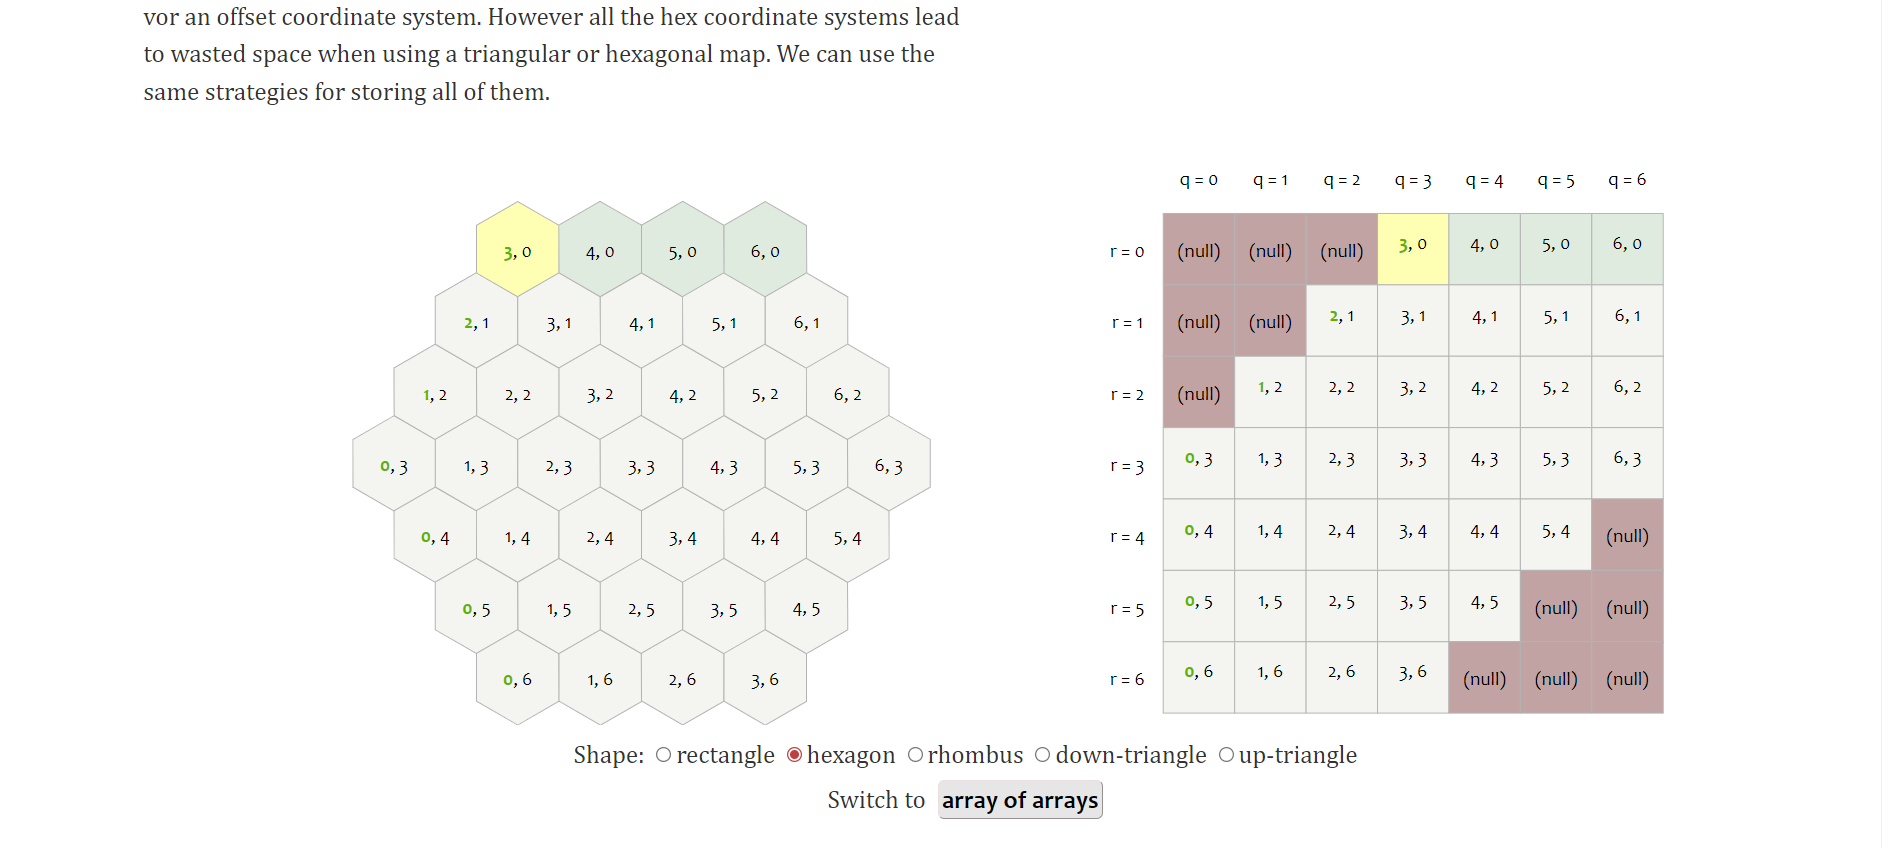 vor an offset coordinate system. However all the hex coordinate systems lead
to wasted space when using a triangular or hexagonal map. We can use the
same strategies for storing all of them.
3, 0 4, 0 5, 0 6, 0
2, 1 3, 1 4, 1 5, 1 6, 1
1, 2 2, 2 3, 2 4, 2 5, 2 6, 2
0, 3 1, 3 2, 3 3, 3 4, 3 5, 3 6, 3
0, 4 1, 4 2, 4 3, 4 4, 4 5, 4
0, 5 1, 5 2, 5 3, 5 4, 5
0, 6 1, 6 2, 6 3, 6
q = 0 q = 1 q = 2 q = 3 q = 4 q = 5 q = 6
r = 0 (null) (null) (null) 3, 0 4, 0 5, 0 6, 0
r = 1 (null) (null) 2, 1 3, 1 4, 1 5, 1 6, 1
r = 2 (null) 1, 2 2, 2 3, 2 4, 2 5, 2 6, 2
r = 3 0, 3 1, 3 2, 3 3, 3 4, 3 5, 3 6, 3
r = 4 0, 4 1, 4 2, 4 3, 4 4, 4 5, 4 (null)
r = 5 0, 5 1, 5 2, 5 3, 5 4, 5 (null) (null)
r = 6 0, 6 1, 6 2, 6 3, 6 (null) (null) (null)
Shape: rectangle hexagon rhombus down-triangle up-triangle
Switch to array of arrays